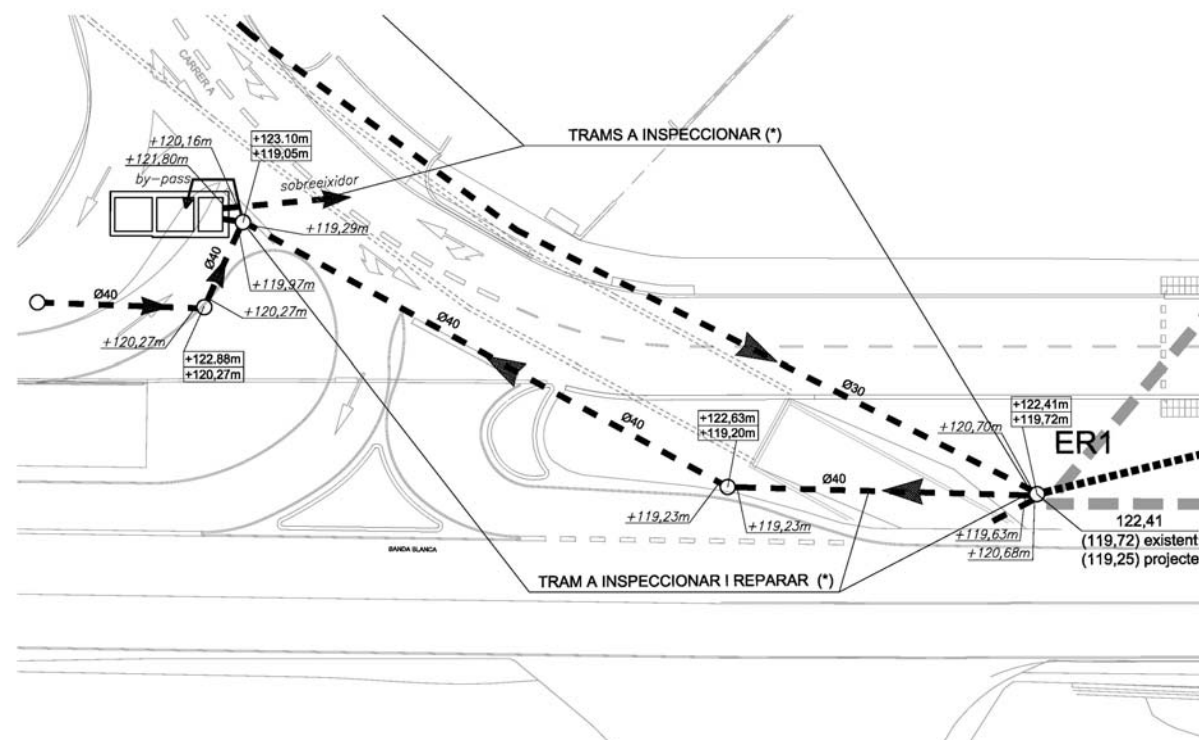 CARRER A
TRAMS A INSPECCIONAR (*)
+120,16m
+123.10m
+119,05m
+121,80m
by-pass
sobreeixidor
+119,29m
Ø40
+119,97m
Ø40
+120,27m
+120,27m
+122.88m
+120,27m
Ø40
Ø30
Ø40
+122,63m
+119,20m
+122,41m
+119,72m
+120,70m
ER1
Ø40
+119,23m
+119,23m
+119,63m
+120,68m
122,41
(119,72) existent
(119,25) projecte
BANDA BLANCA
TRAM A INSPECCIONAR I REPARAR (*)